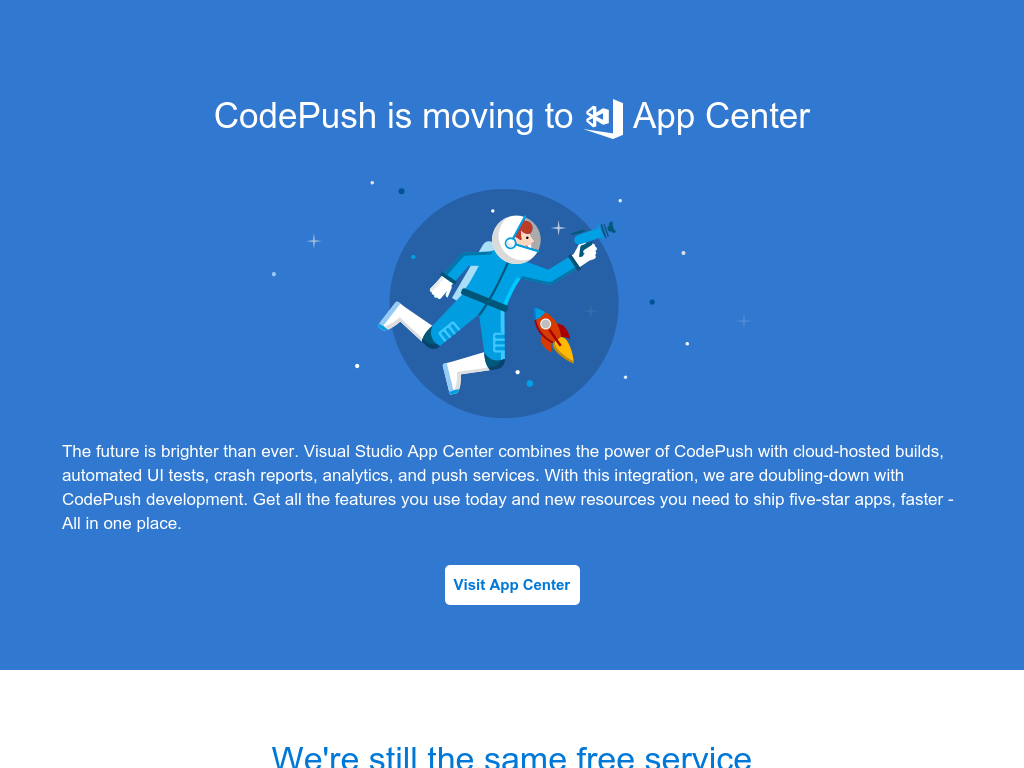 CodePush is moving to App Center
The future is brighter than ever. Visual Studio App Center combines the power of CodePush with cloud-hosted builds,
automated UI tests, crash reports, analytics, and push services. With this integration, we are doubling-down with
CodePush development. Get all the features you use today and new resources you need to ship five-star apps, faster -
All in one place.
Visit App Center
We're still the same free service